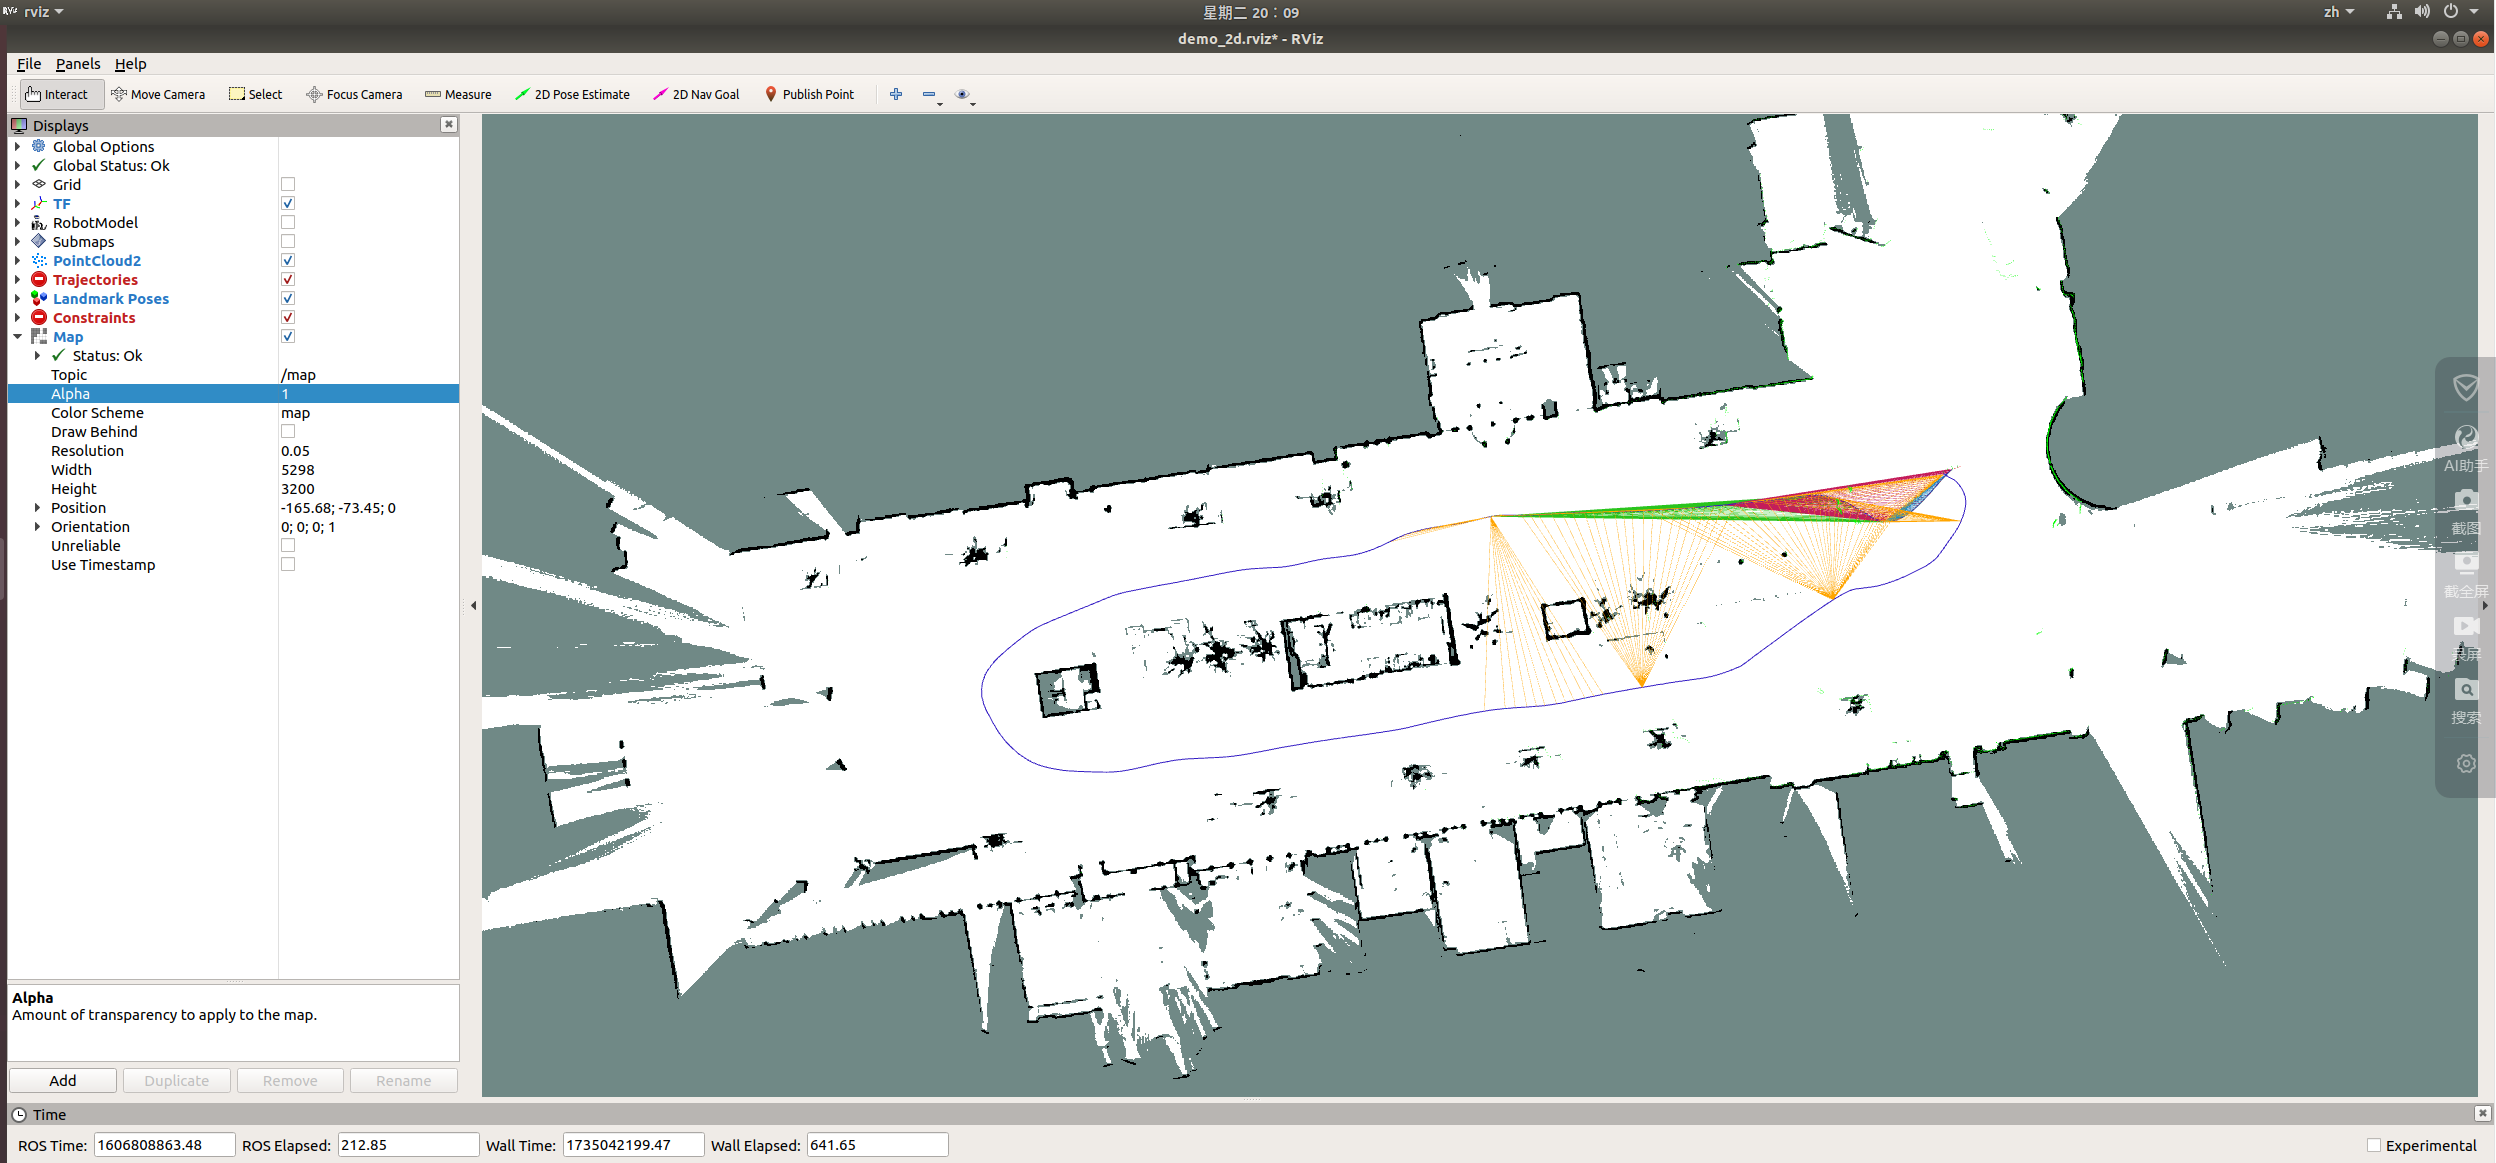 rviz
星期二 20：09
zh
demo_2d.rviz* - RViz
File Panels Help
Interact Move Camera Select Focus Camera Measure 2D Pose Estimate 2D Nav Goal Publish Point
Displays
Global Options
Global Status: Ok
Grid
TF
RobotModel
Submaps
PointCloud2
Trajectories
Landmark Poses
Constraints
Map
Status: Ok
Topic /map
Alpha 1
Color Scheme map
Draw Behind
Resolution 0.05
Width 5298
Height 3200
Position -165.68; -73.45; 0
Orientation 0; 0; 0; 1
Unreliable
Use Timestamp
Alpha
Amount of transparency to apply to the map.
Add Duplicate Remove Rename
AI助手
截图
截全屏
录屏
搜索
Time
ROS Time: 1606808863.48 ROS Elapsed: 212.85 Wall Time: 1735042199.47 Wall Elapsed: 641.65 Experimental